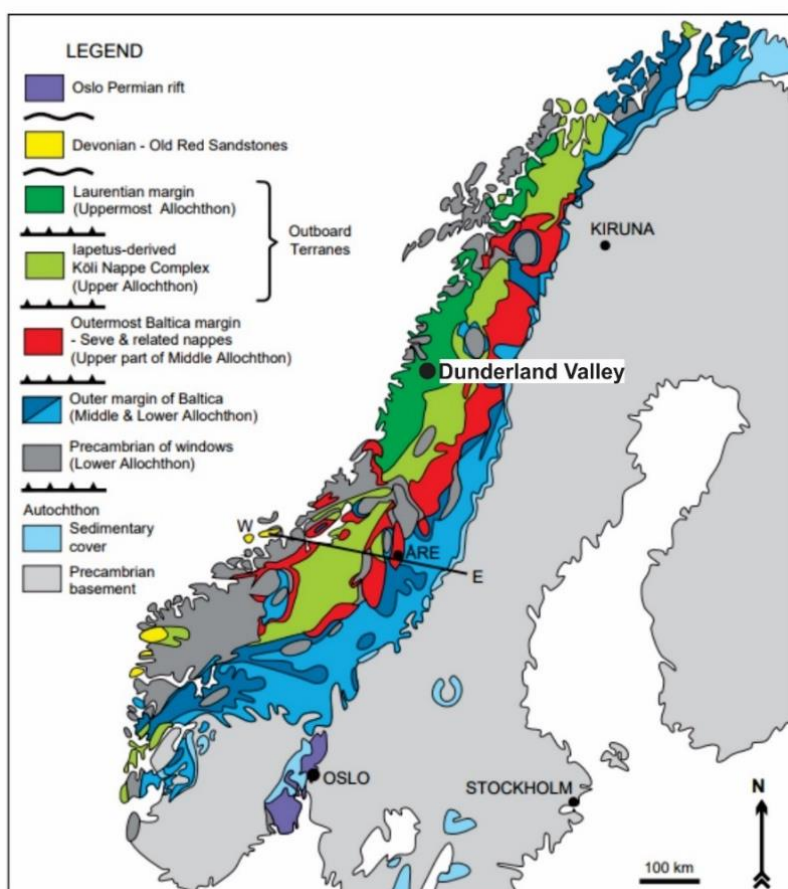 LEGEND
Oslo Permian rift
Devonian - Old Red Sandstones
Laurentian margin
(Uppermost Allochthon)
Outboard
Terranes
Iapetus-derived
Köli Nappe Complex
(Upper Allochthon)
Outermost Baltica margin
- Seve & related nappes
(Upper part of Middle Allochthon)
Outer margin of Baltica
(Middle & Lower Allochthon)
Precambrian of windows
(Lower Allochthon)
Autochthon
Sedimentary
cover
Precambrian
basement
KIRUNA
Dunderland Valley
W
ÅRE
E
OSLO
STOCKHOLM
N
100 km